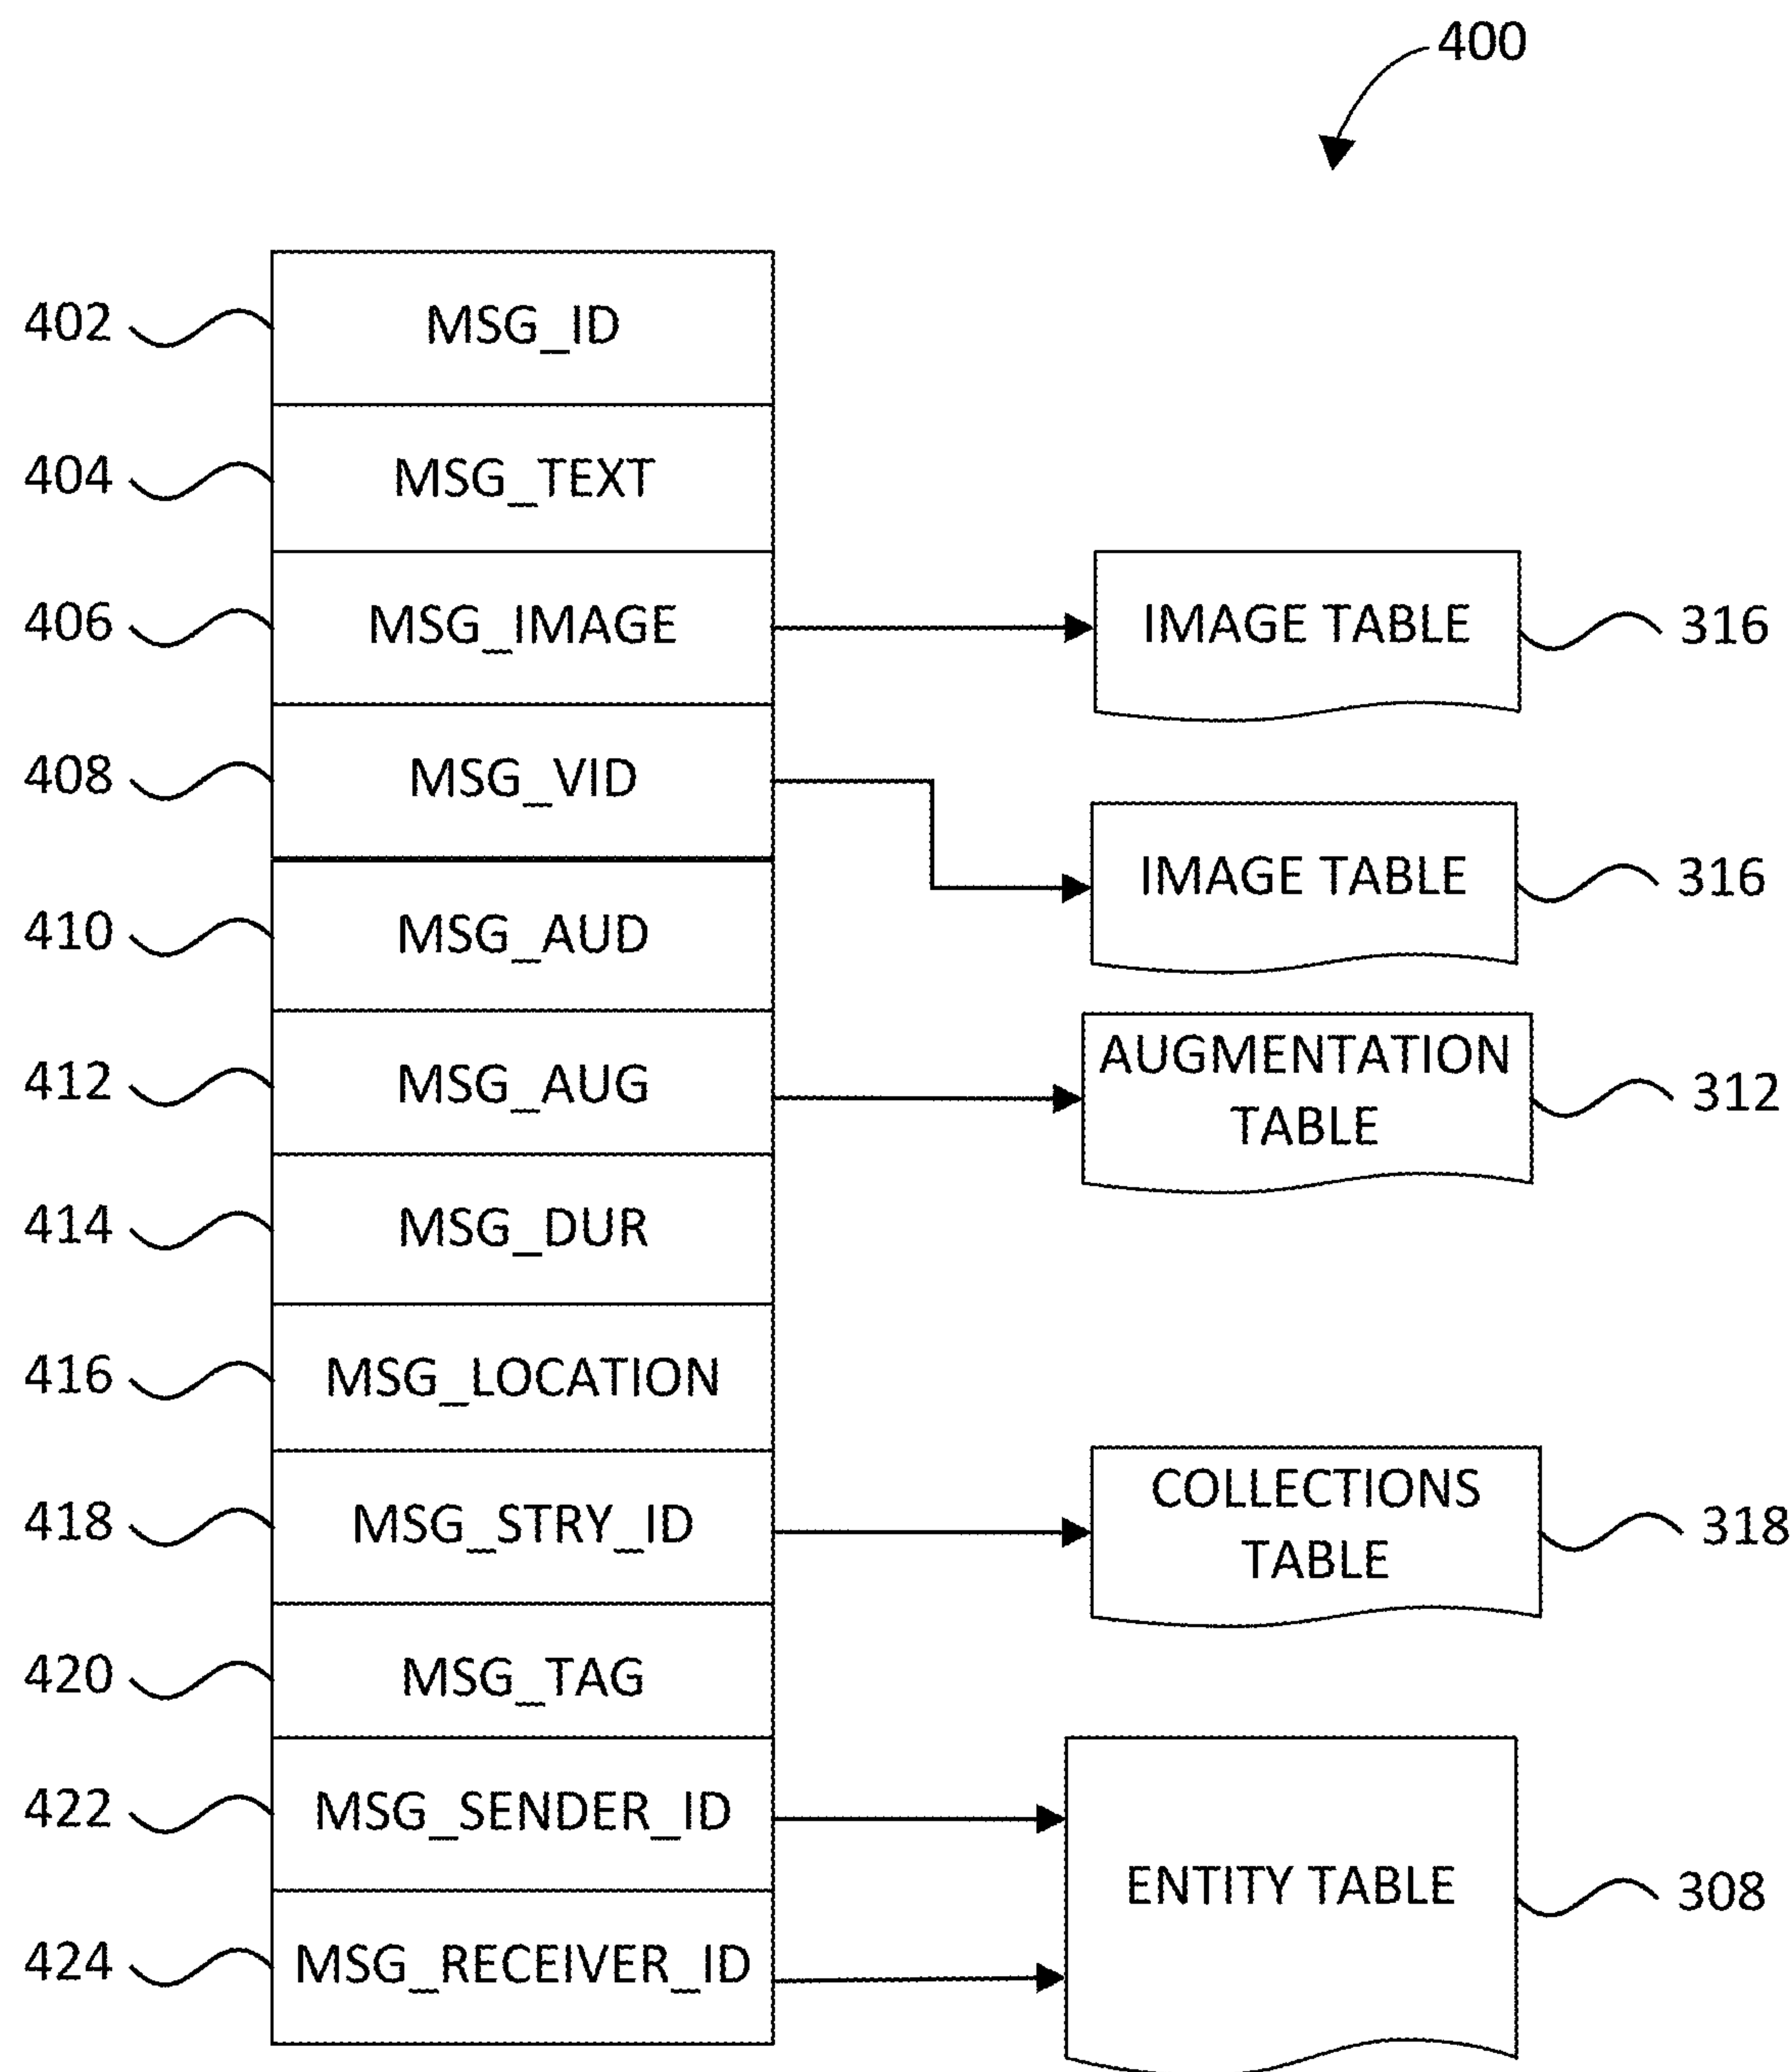 400
402 MSG_ID
404 MSG_TEXT
406 MSG_IMAGE IMAGE TABLE 316
408 MSG_VID IMAGE TABLE 316
410 MSG_AUD
412 MSG_AUG AUGMENTATION TABLE 312
414 MSG_DUR
416 MSG_LOCATION
418 MSG_STRY_ID COLLECTIONS TABLE 318
420 MSG_TAG
422 MSG_SENDER_ID
ENTITY TABLE 308
424 MSG_RECEIVER_ID